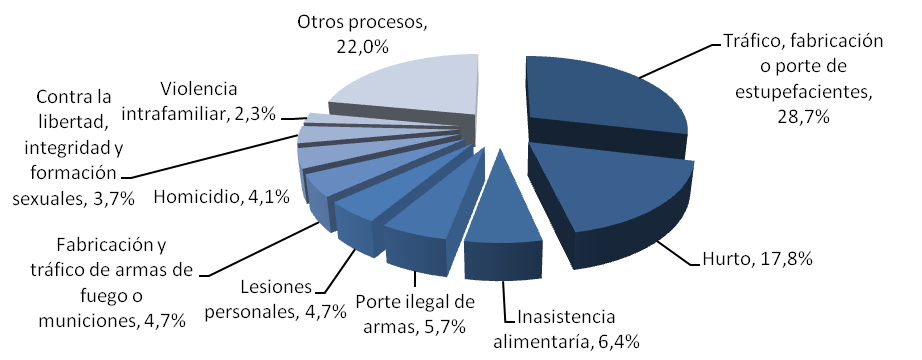 Otros procesos,
22,0%
Tráfico, fabricación
o porte de
estupefacientes,
28,7%
Hurto, 17,8%
Inasistencia
alimentaría, 6,4%
Porte ilegal de
armas, 5,7%
Lesiones
personales, 4,7%
Fabricación y
tráfico de armas de
fuego o
municiones, 4,7%
Homicidio, 4,1%
Contra la
libertad,
integridad y
formación
sexuales, 3,7%
Violencia
intrafamiliar, 2,3%